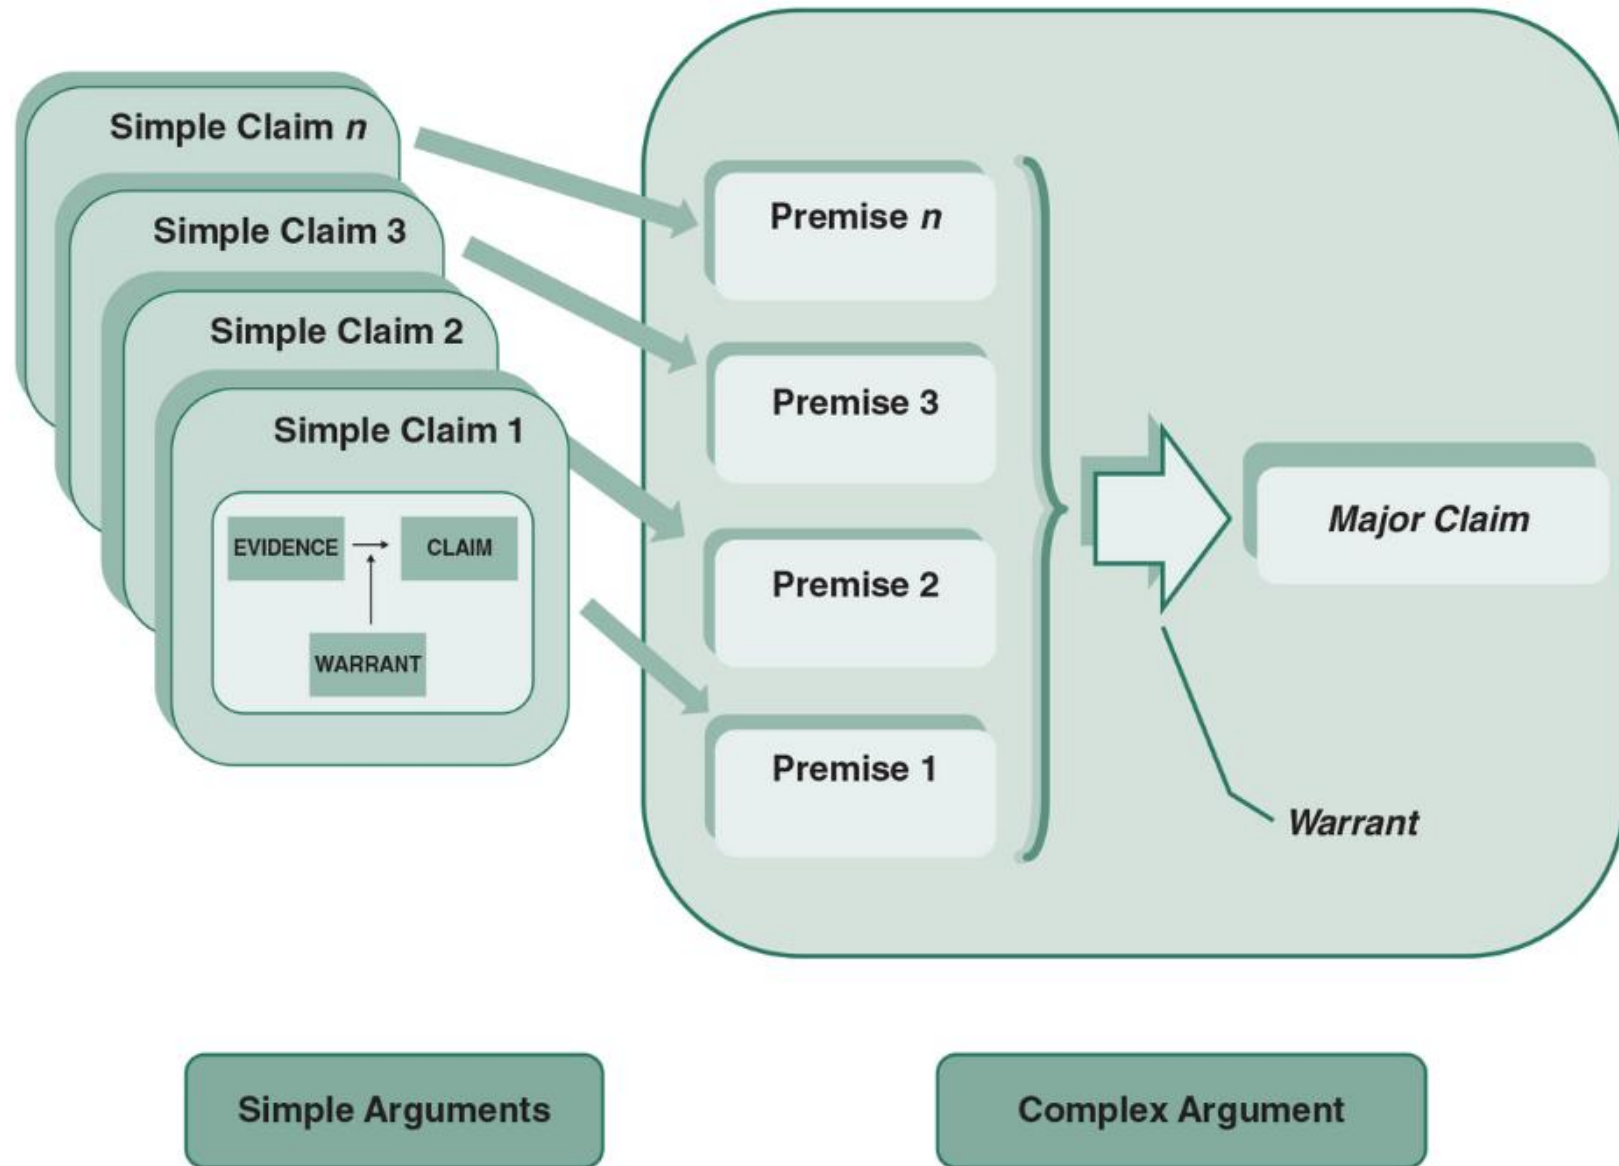 Simple Claim n
Simple Claim 3
Simple Claim 2
Simple Claim 1
EVIDENCE
CLAIM
WARRANT
Premise n
Premise 3
Premise 2
Premise 1
Major Claim
Warrant
Simple Arguments
Complex Argument